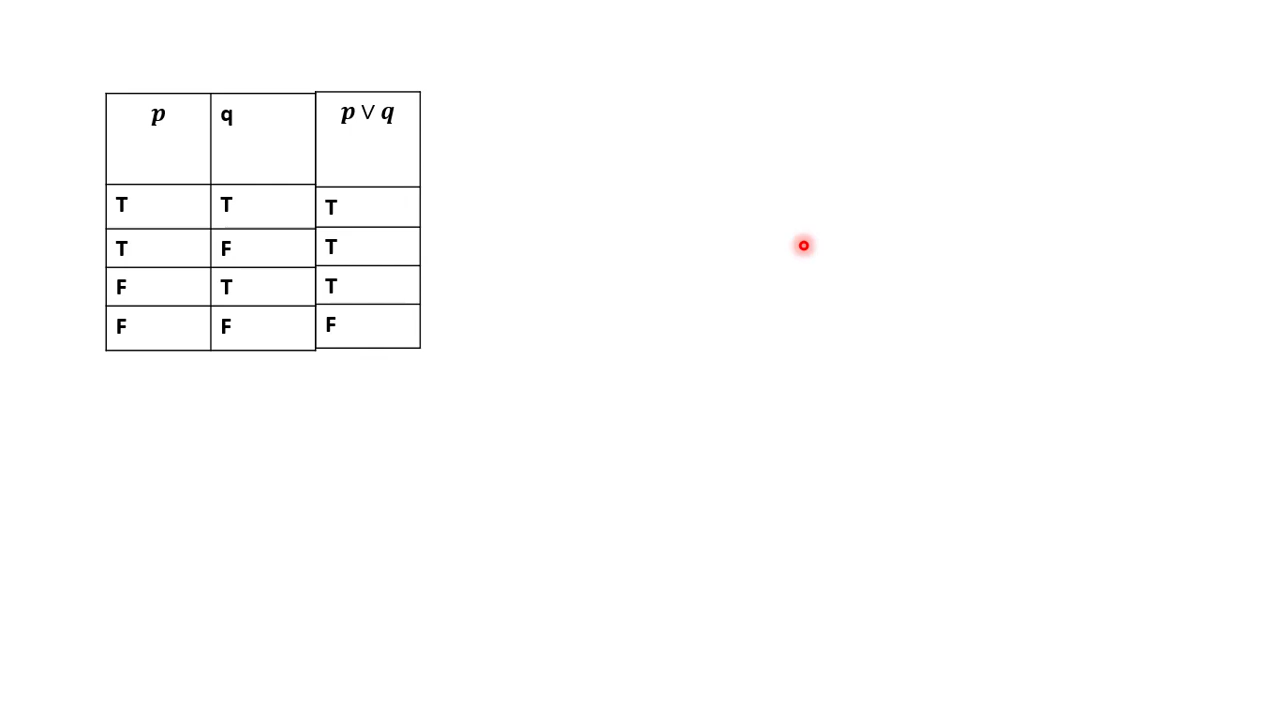 p q p ∨ q
T T T
T F T
F T T
F F F